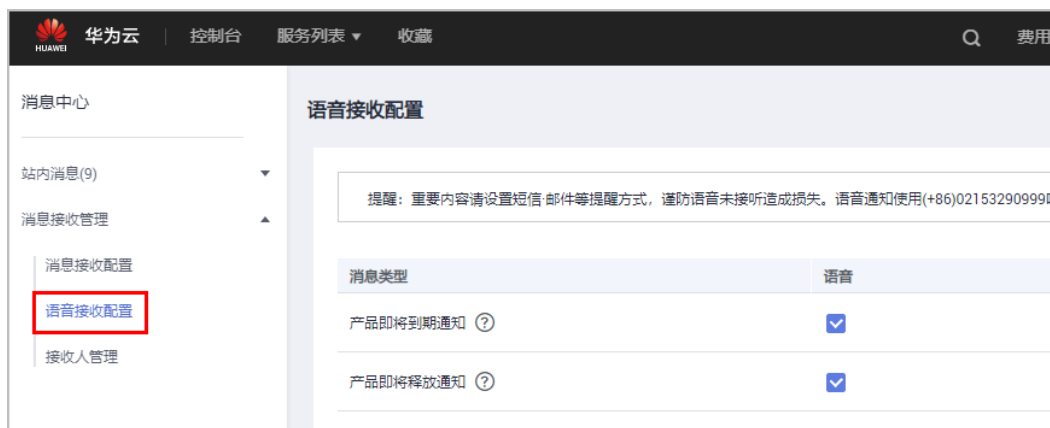 HUAWEI 华为云 控制台 服务列表 收藏 费用
消息中心
语音接收配置
站内消息(9)
提醒：重要内容请设置短信·邮件等提醒方式，谨防语音未接听造成损失。语音通知使用(+86)02153290999
消息接收管理
消息接收配置
消息类型 语音
语音接收配置
产品即将到期通知 ?
接收人管理
产品即将释放通知 ?